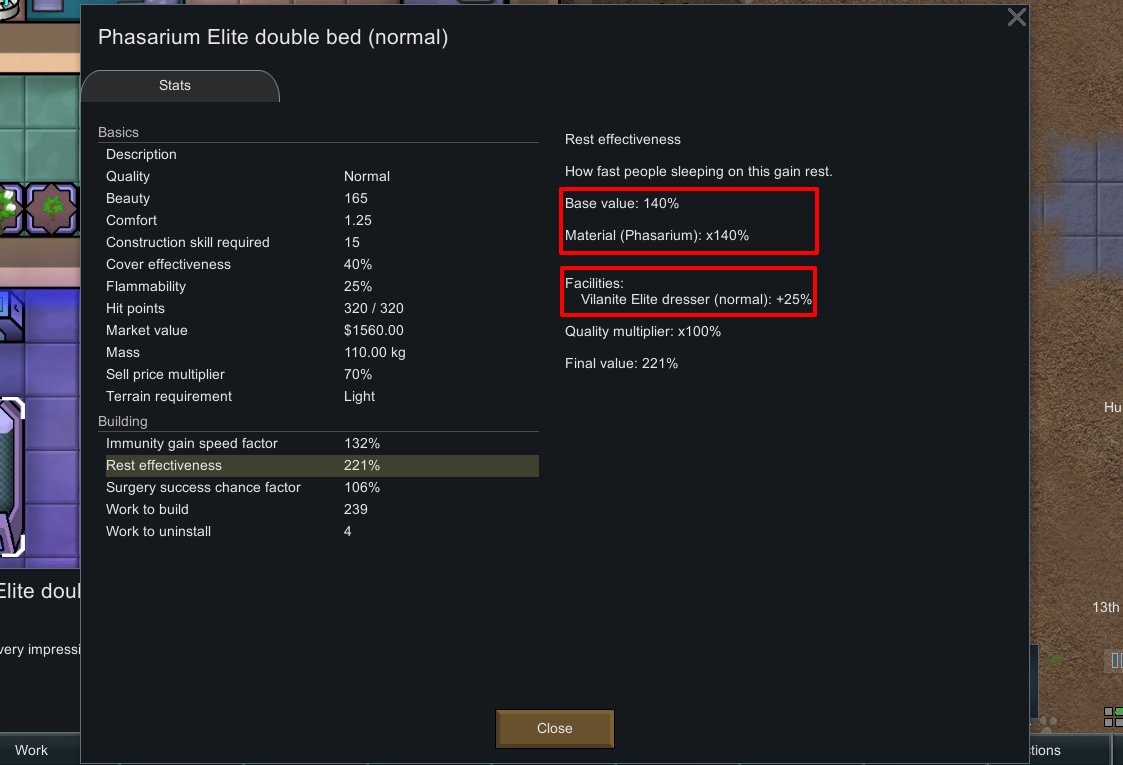 Phasarium Elite double bed (normal)
Stats
Basics
Description
Quality Normal
Beauty 165
Comfort 1.25
Construction skill required 15
Cover effectiveness 40%
Flammability 25%
Hit points 320 / 320
Market value $1560.00
Mass 110.00 kg
Sell price multiplier 70%
Terrain requirement Light
Building
Immunity gain speed factor 132%
Rest effectiveness 221%
Surgery success chance factor 106%
Work to build 239
Work to uninstall 4
Rest effectiveness
How fast people sleeping on this gain rest.
Base value: 140%
Material (Phasarium): x140%
Facilities:
Vilanite Elite dresser (normal): +25%
Quality multiplier: x100%
Final value: 221%
Close
Elite doul
very impressi
Work
Hu
13th
tions